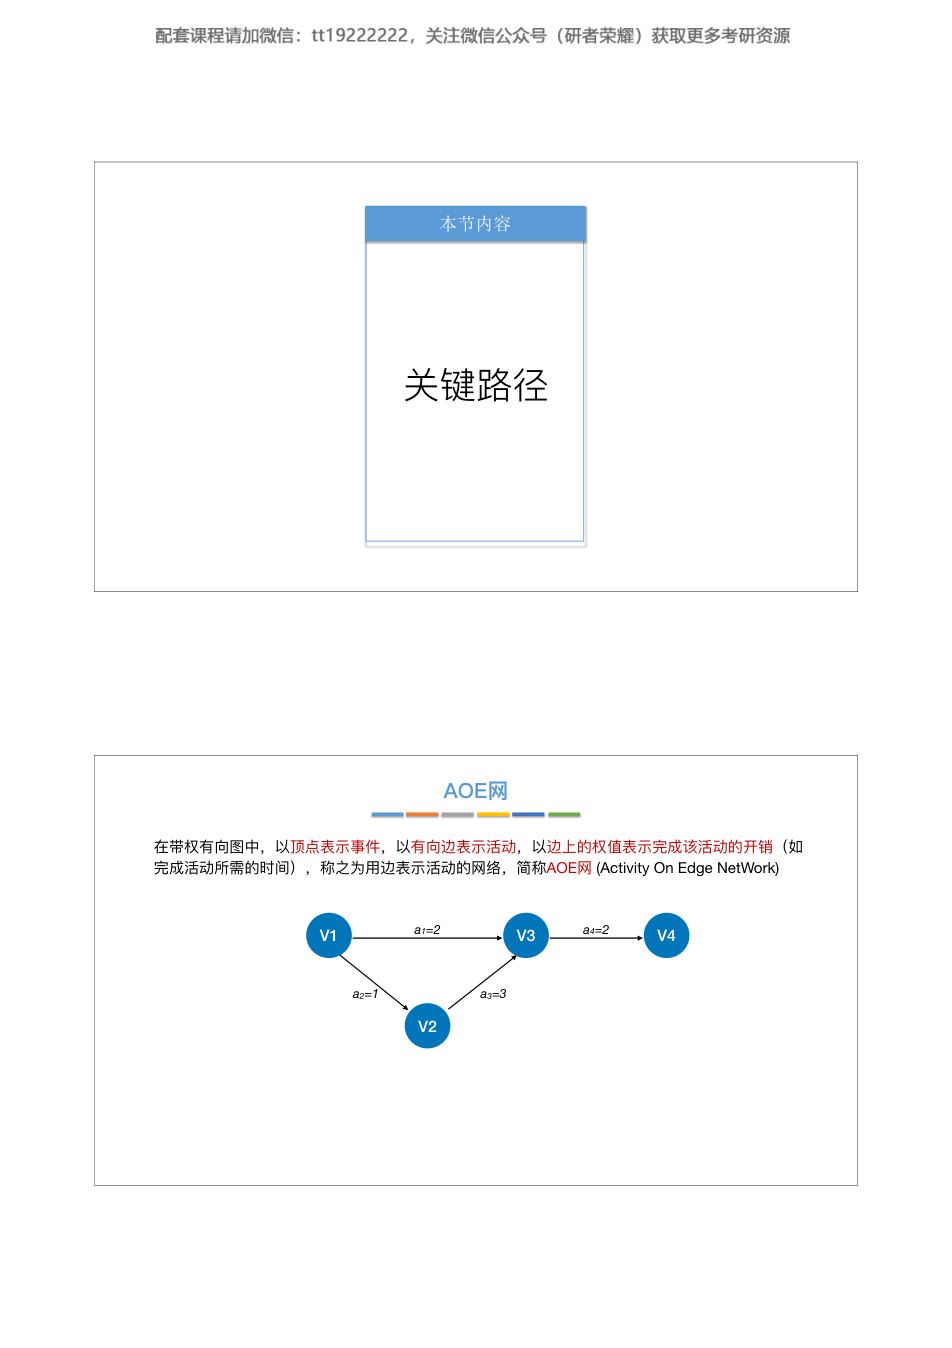 配套课程请加微信：tt19222222，关注微信公众号（研者荣耀）获取更多考研资源
本节内容
关键路径
AOE网
在带权有向图中，以顶点表示事件，以有向边表示活动，以边上的权值表示完成该活动的开销（如
完成活动所需的时间），称之为用边表示活动的网络，简称AOE网 (Activity On Edge NetWork)
V1
a1=2
V3
a4=2
V4
a2=1
a3=3
V2